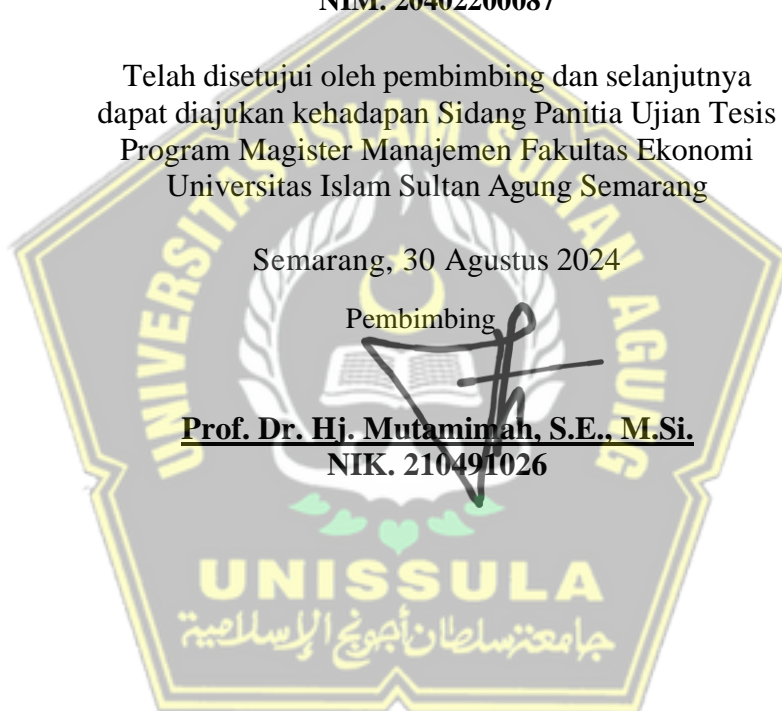 NIM. 20402200087
Telah disetujui oleh pembimbing dan selanjutnya
dapat diajukan kehadapan Sidang Panitia Ujian Tesis
Program Magister Manajemen Fakultas Ekonomi
Universitas Islam Sultan Agung Semarang
Semarang, 30 Agustus 2024
Pembimbing
Prof. Dr. Hj. Mutamimah, S.E., M.Si.
NIK. 210491026
UNIVERSITAS ISLAM SULTAN AGUNG
UNISSULA
جامعة سلطان أجونج الإسلامية